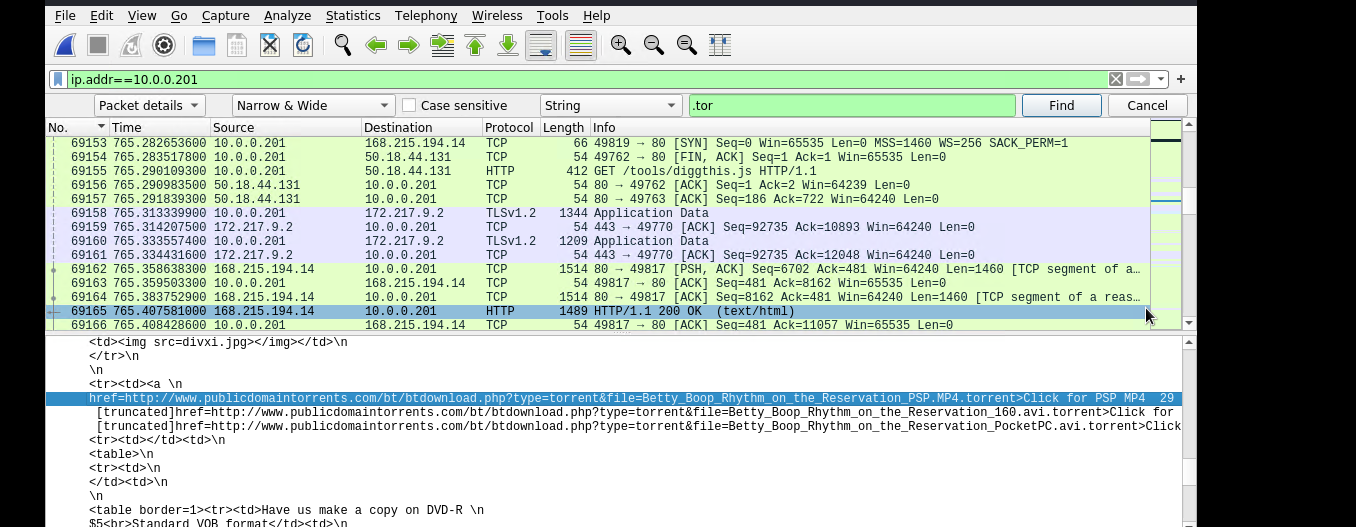 File Edit View Go Capture Analyze Statistics Telephony Wireless Tools Help
ip.addr==10.0.0.201
Packet details Narrow & Wide Case sensitive String .tor Find Cancel
No. Time Source Destination Protocol Length Info
69153 765.282653600 10.0.0.201 168.215.194.14 TCP 66 49819 → 80 [SYN] Seq=0 Win=65535 Len=0 MSS=1460 WS=256 SACK_PERM=1
69154 765.283517800 10.0.0.201 50.18.44.131 TCP 54 49762 → 80 [FIN, ACK] Seq=1 Ack=1 Win=65535 Len=0
69155 765.290109300 10.0.0.201 50.18.44.131 HTTP 412 GET /tools/diggthis.js HTTP/1.1
69156 765.290983500 50.18.44.131 10.0.0.201 TCP 54 80 → 49762 [ACK] Seq=1 Ack=2 Win=64239 Len=0
69157 765.291839300 50.18.44.131 10.0.0.201 TCP 54 80 → 49763 [ACK] Seq=186 Ack=722 Win=64240 Len=0
69158 765.313339900 10.0.0.201 172.217.9.2 TLSv1.2 1344 Application Data
69159 765.314207500 172.217.9.2 10.0.0.201 TCP 54 443 → 49770 [ACK] Seq=92735 Ack=10893 Win=64240 Len=0
69160 765.333557400 10.0.0.201 172.217.9.2 TLSv1.2 1209 Application Data
69161 765.334431600 172.217.9.2 10.0.0.201 TCP 54 443 → 49770 [ACK] Seq=92735 Ack=12048 Win=64240 Len=0
69162 765.358638300 168.215.194.14 10.0.0.201 TCP 1514 80 → 49817 [PSH, ACK] Seq=6702 Ack=481 Win=64240 Len=1460 [TCP segment of a…
69163 765.359503300 10.0.0.201 168.215.194.14 TCP 54 49817 → 80 [ACK] Seq=481 Ack=8162 Win=65535 Len=0
69164 765.383752900 168.215.194.14 10.0.0.201 TCP 1514 80 → 49817 [ACK] Seq=8162 Ack=481 Win=64240 Len=1460 [TCP segment of a reas…
69165 765.407581000 168.215.194.14 10.0.0.201 HTTP 1489 HTTP/1.1 200 OK (text/html)
69166 765.408428600 10.0.0.201 168.215.194.14 TCP 54 49817 → 80 [ACK] Seq=481 Ack=11057 Win=65535 Len=0
<td><img src=divxi.jpg></img></td>\n
</tr>\n
\n
<tr><td><a \n
href=http://www.publicdomaintorrents.com/bt/btdownload.php?type=torrent&file=Betty_Boop_Rhythm_on_the_Reservation_PSP.MP4.torrent>Click for PSP MP4 29
[truncated]href=http://www.publicdomaintorrents.com/bt/btdownload.php?type=torrent&file=Betty_Boop_Rhythm_on_the_Reservation_160.avi.torrent>Click for
[truncated]href=http://www.publicdomaintorrents.com/bt/btdownload.php?type=torrent&file=Betty_Boop_Rhythm_on_the_Reservation_PocketPC.avi.torrent>Click
<tr><td></td><td>\n
<table>\n
<tr><td>\n
</td><td>\n
\n
<table border=1><tr><td>Have us make a copy on DVD-R \n
$5<br>Standard VOB format</td><td>\n